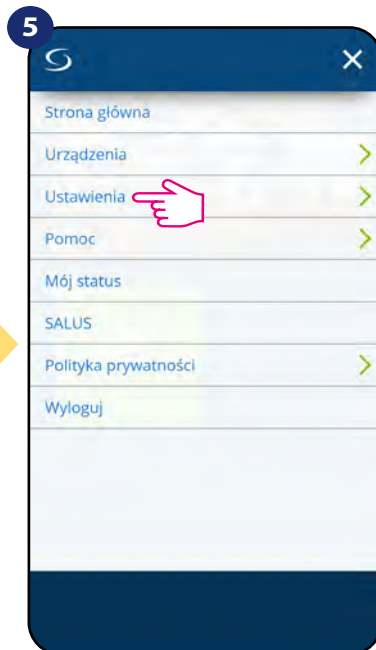 5
Strona główna
Urządzenia
Ustawienia
Pomoc
Mój status
SALUS
Polityka prywatności
Wyloguj